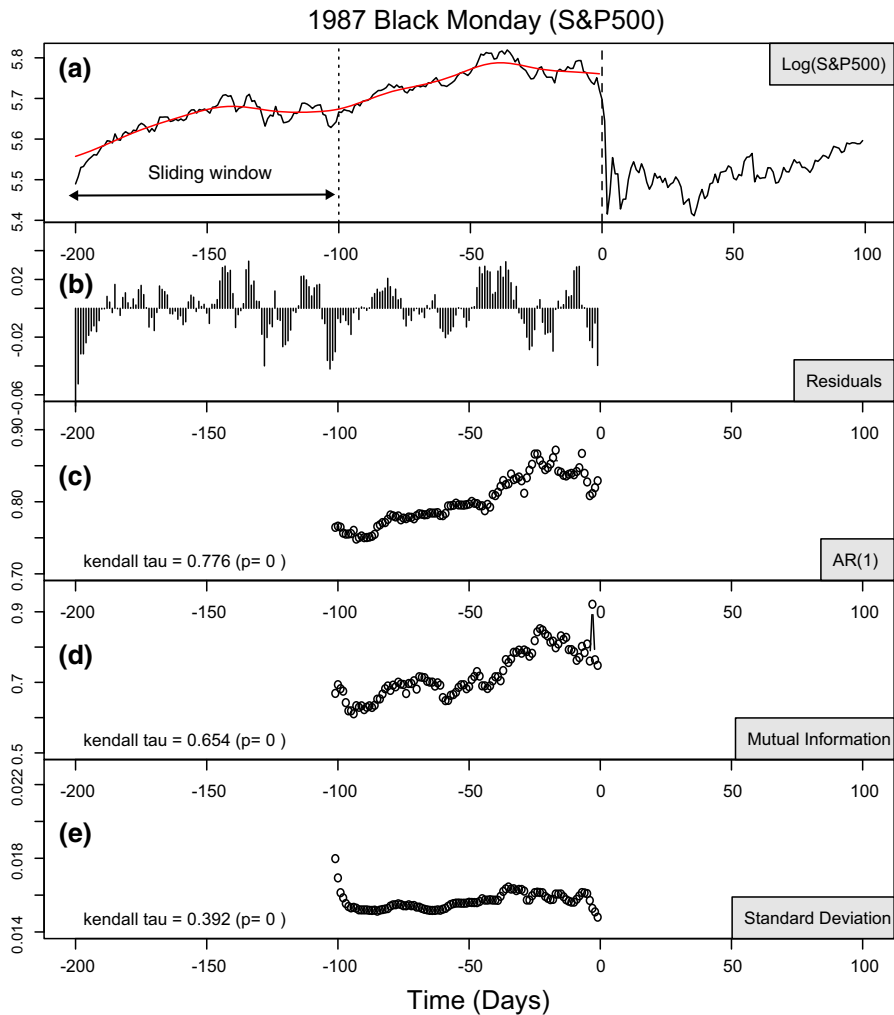 1987 Black Monday (S&P500)
(a)
Log(S&P500)
Sliding window
5.8
5.7
5.6
5.5
5.4
-200 -150 -100 -50 0 50 100
(b)
0.02
-0.02
-0.06
Residuals
-200 -150 -100 -50 0 50 100
(c)
0.90
0.80
0.70
kendall tau = 0.776 (p= 0 )
AR(1)
-200 -150 -100 -50 0 50 100
(d)
0.9
0.7
0.5
kendall tau = 0.654 (p= 0 )
Mutual Information
-200 -150 -100 -50 0 50 100
(e)
0.022
0.018
0.014
kendall tau = 0.392 (p= 0 )
Standard Deviation
-200 -150 -100 -50 0 50 100
Time (Days)